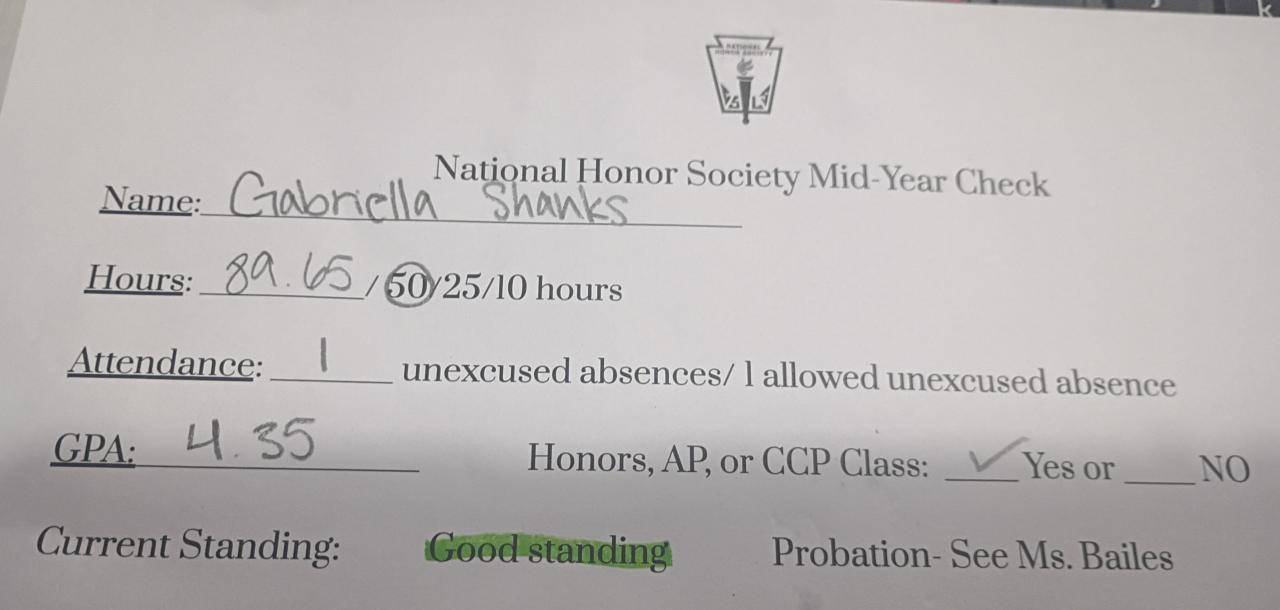 NATIONAL
HONOR SOCIETY
S L
National Honor Society Mid-Year Check
Name: Gabriella Shanks
Hours: 89.65 / 50/25/10 hours
Attendance: 1 unexcused absences/ 1 allowed unexcused absence
GPA: 4.35 Honors, AP, or CCP Class: ✓ Yes or ____ NO
Current Standing: Good standing Probation- See Ms. Bailes